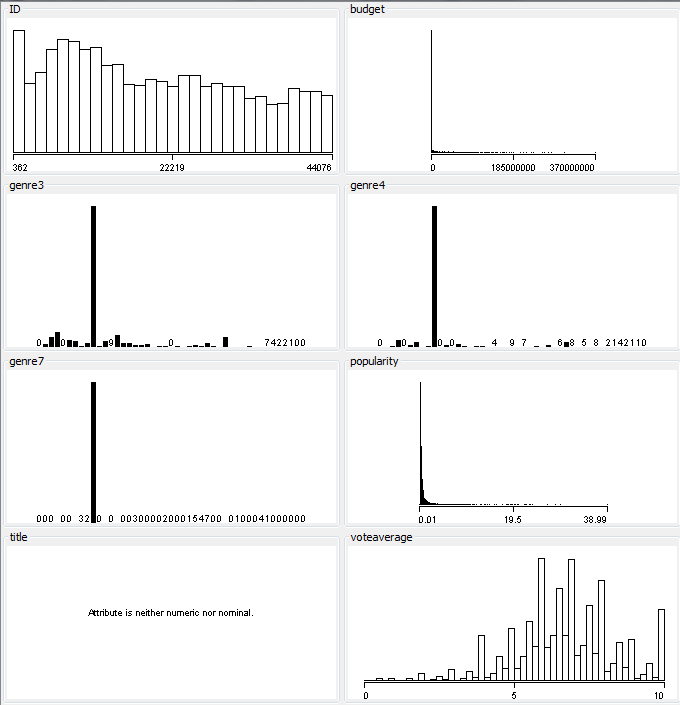 ID
budget
362 22219 44076
0 185000000 370000000
genre3
genre4
0 0 9 0 7422100
0 0 0 0 4 9 7 6 8 5 8 2142110
genre7
popularity
000 00 32 0 0 00300002000154700 0100041000000
0.01 19.5 38.99
title
voteaverage
Attribute is neither numeric nor nominal.
0 5 10